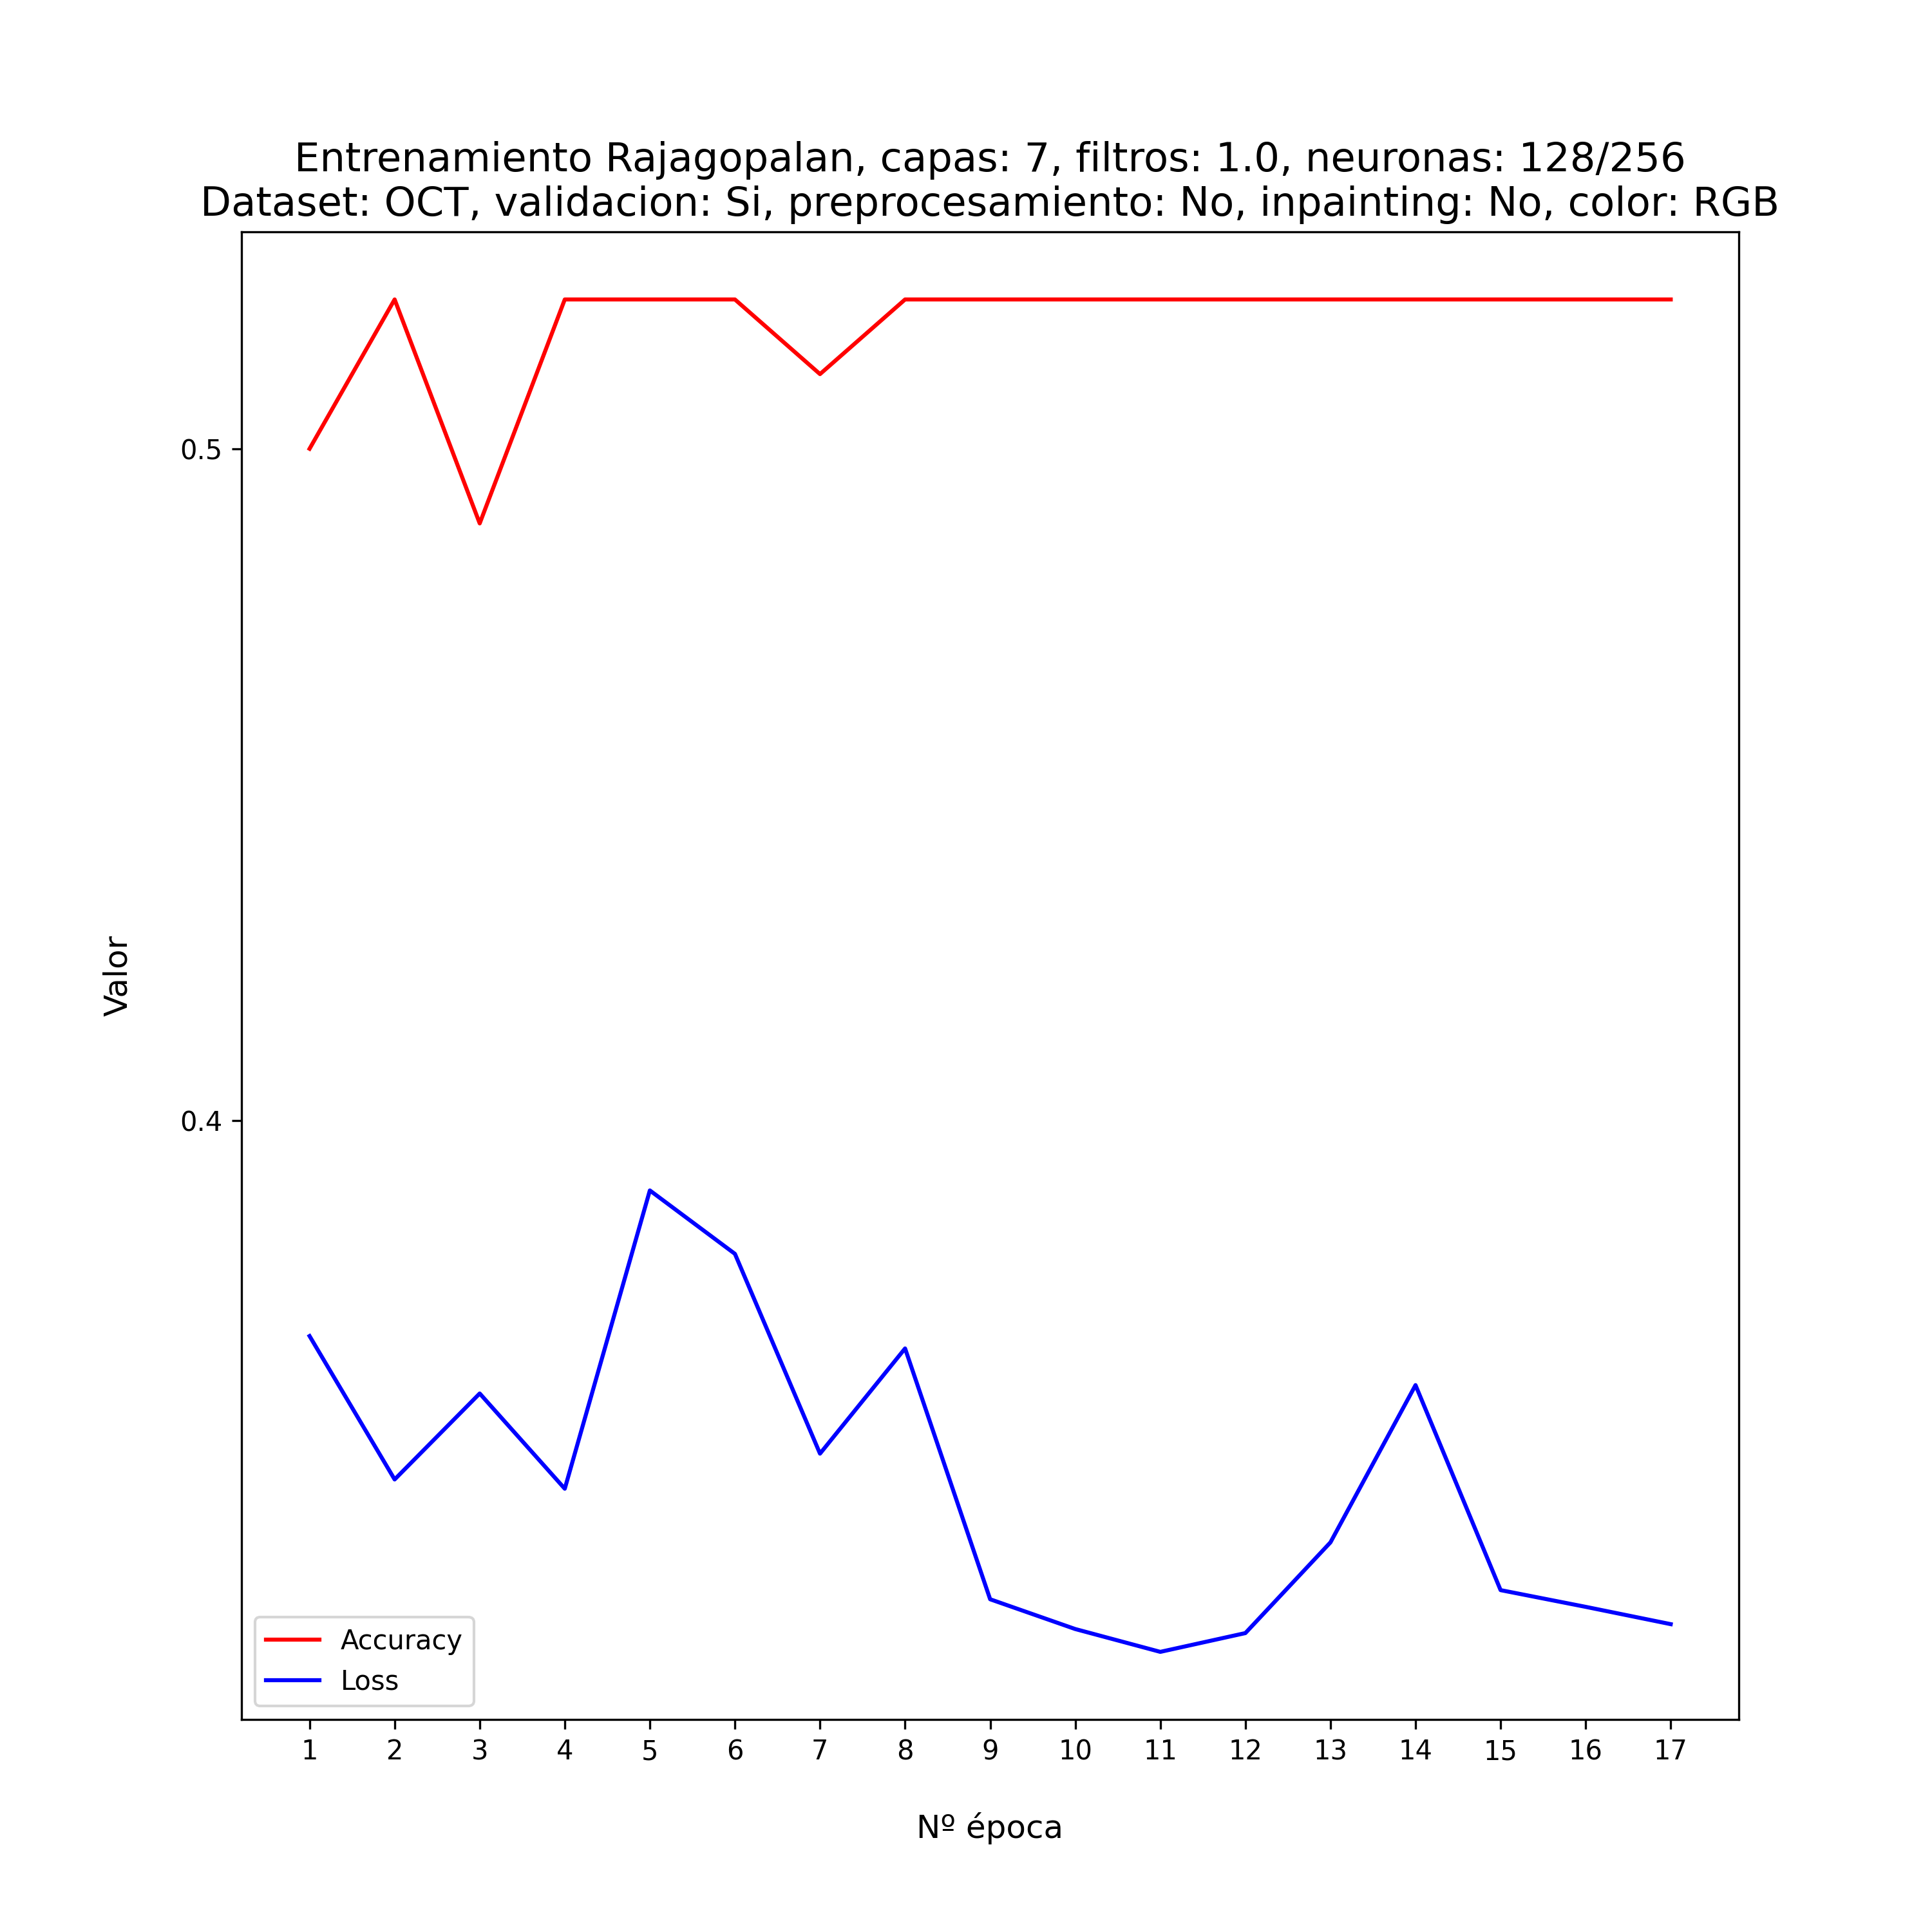 Entrenamiento Rajagopalan, capas: 7, filtros: 1.0, neuronas: 128/256
Dataset: OCT, validacion: Si, preprocesamiento: No, inpainting: No, color: RGB
0.5
Valor
0.4
Accuracy
Loss
1 2 3 4 5 6 7 8 9 10 11 12 13 14 15 16 17
Nº época